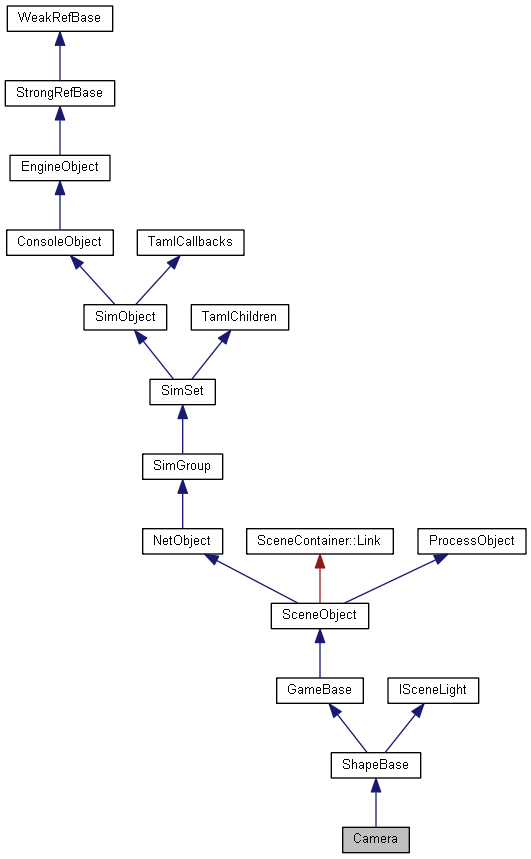 WeakRefBase
StrongRefBase
EngineObject
ConsoleObject
TamlCallbacks
SimObject
TamlChildren
SimSet
SimGroup
NetObject
SceneContainer::Link
ProcessObject
SceneObject
GameBase
ISceneLight
ShapeBase
Camera